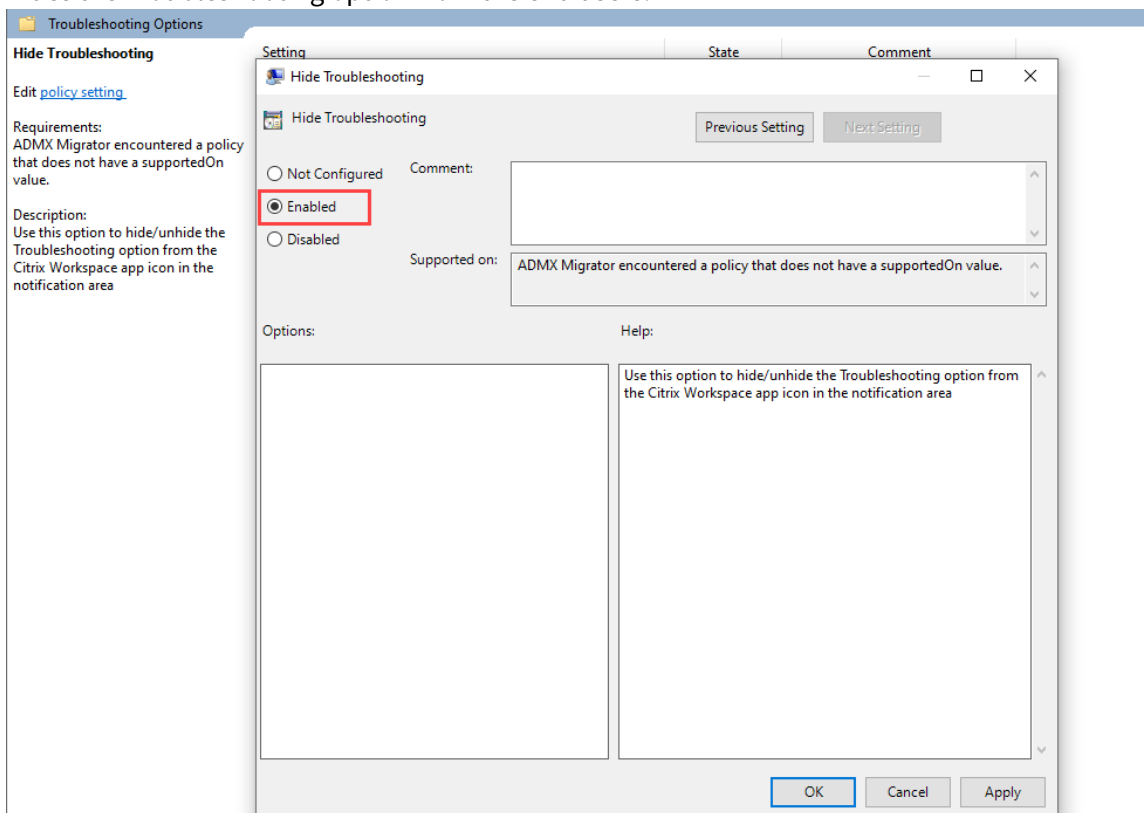 Troubleshooting Options
Hide Troubleshooting
Edit policy setting
Requirements:
ADMX Migrator encountered a policy
that does not have a supportedOn
value.
Description:
Use this option to hide/unhide the
Troubleshooting option from the
Citrix Workspace app icon in the
notification area
Setting
State
Comment
Hide Troubleshooting
Hide Troubleshooting
Previous Setting
Next Setting
Not Configured
Enabled
Disabled
Comment:
Supported on:
ADMX Migrator encountered a policy that does not have a supportedOn value.
Options:
Help:
Use this option to hide/unhide the Troubleshooting option from
the Citrix Workspace app icon in the notification area
OK
Cancel
Apply